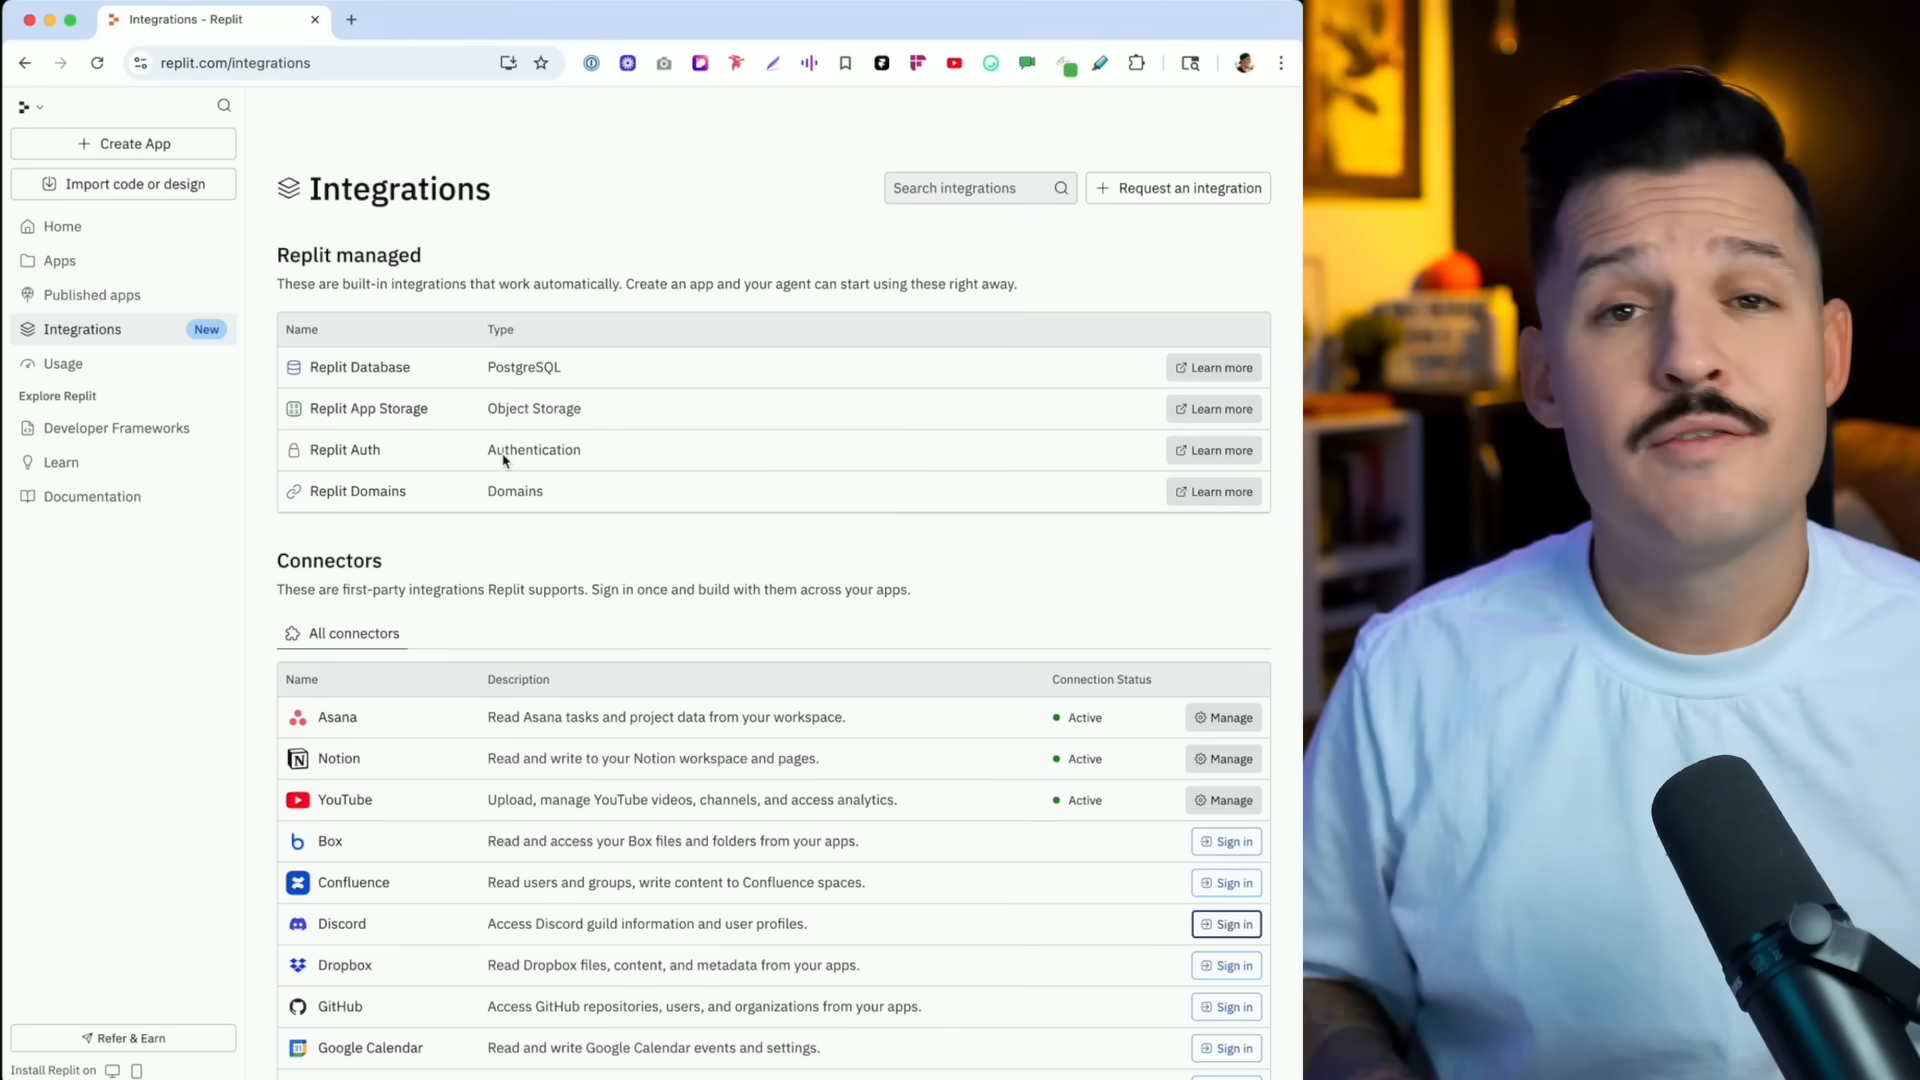 Integrations - Replit
replit.com/integrations
Create App
Import code or design
Home
Apps
Published apps
Integrations New
Usage
Explore Replit
Developer Frameworks
Learn
Documentation
Refer & Earn
Install Replit on
Integrations
Search integrations
Request an integration
Replit managed
These are built-in integrations that work automatically. Create an app and your agent can start using these right away.
Name Type
Replit Database PostgreSQL Learn more
Replit App Storage Object Storage Learn more
Replit Auth Authentication Learn more
Replit Domains Domains Learn more
Connectors
These are first-party integrations Replit supports. Sign in once and build with them across your apps.
All connectors
Name Description Connection Status
Asana Read Asana tasks and project data from your workspace. Active Manage
Notion Read and write to your Notion workspace and pages. Active Manage
YouTube Upload, manage YouTube videos, channels, and access analytics. Active Manage
Box Read and access your Box files and folders from your apps. Sign in
Confluence Read users and groups, write content to Confluence spaces. Sign in
Discord Access Discord guild information and user profiles. Sign in
Dropbox Read Dropbox files, content, and metadata from your apps. Sign in
GitHub Access GitHub repositories, users, and organizations from your apps. Sign in
Google Calendar Read and write Google Calendar events and settings. Sign in